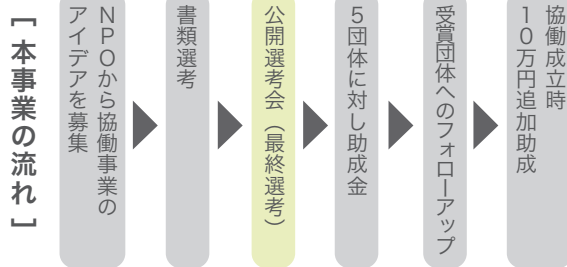 [本事業の流れ]
NPOから協働事業の
アイデアを募集
書類選考
公開選考会（最終選考）
5団体に対し助成金
受賞団体へのフォローアップ
協働成立時
10万円追加助成